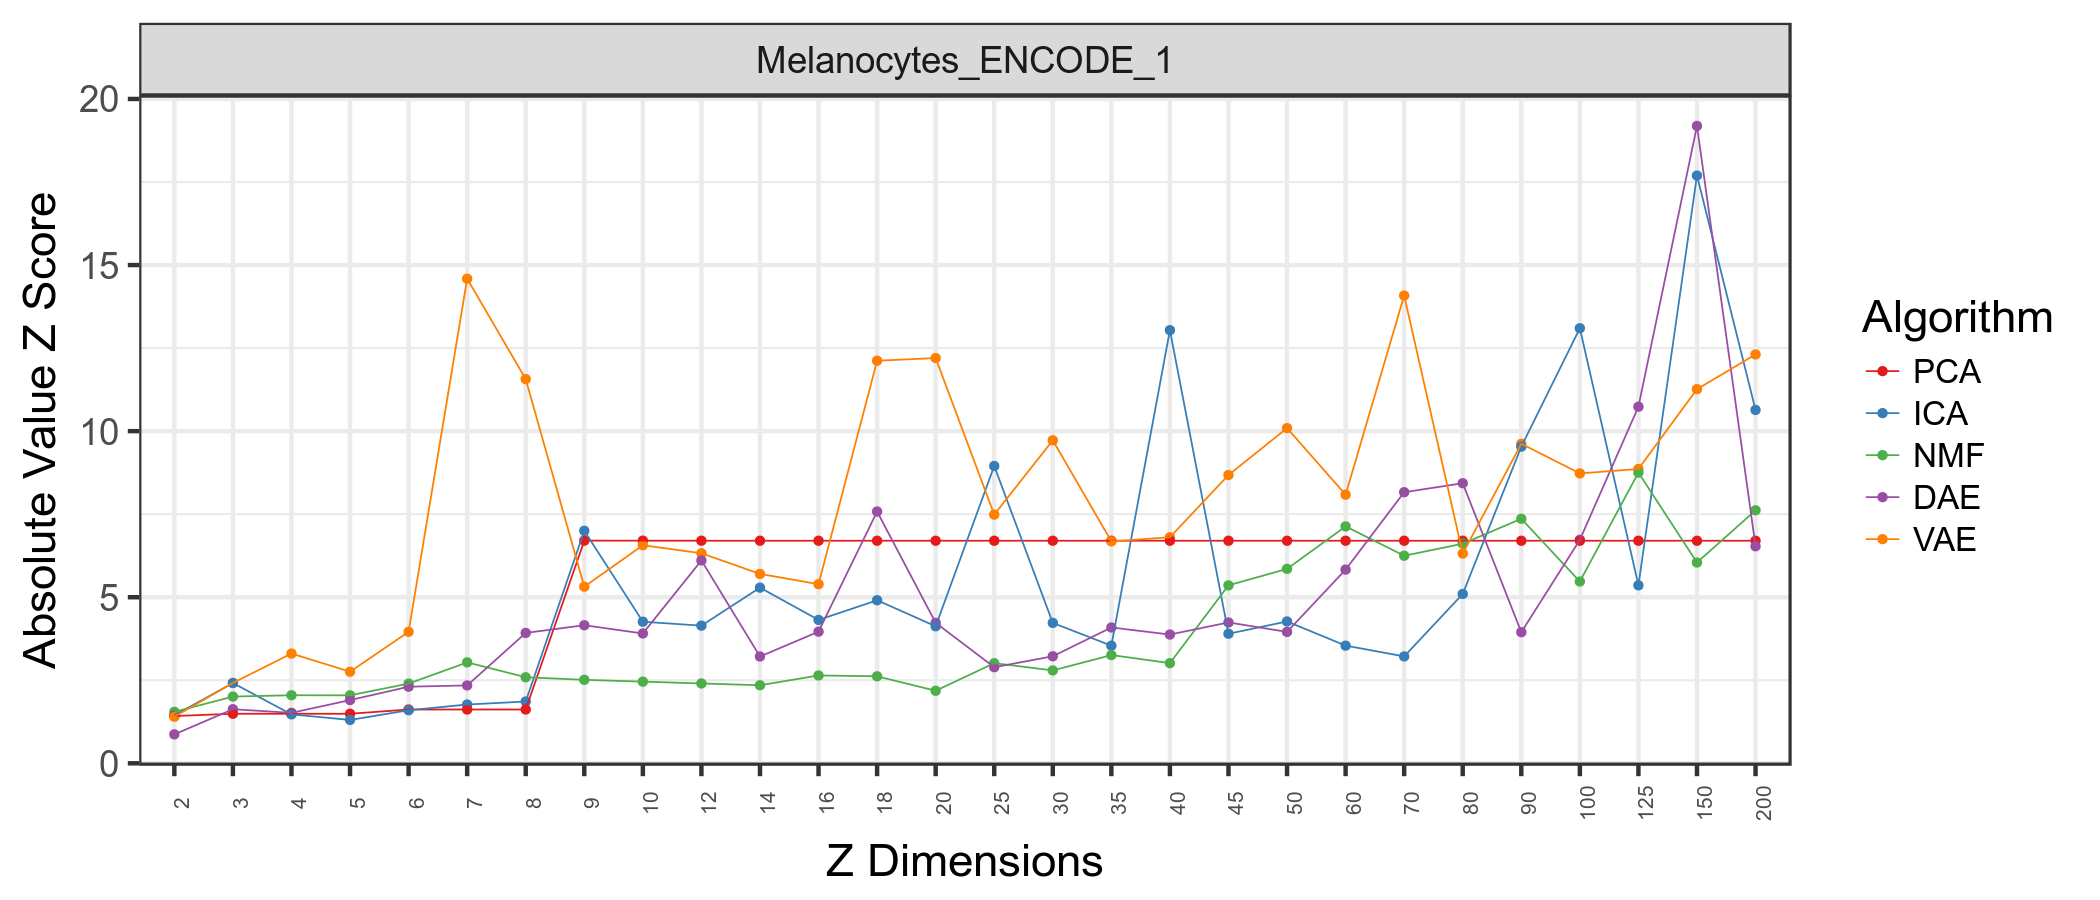 Melanocytes_ENCODE_1
20
15
10
5
0
Absolute Value Z Score
2 3 4 5 6 7 8 9 10 12 14 16 18 20 25 30 35 40 45 50 60 70 80 90 100 125 150 200
Z Dimensions
Algorithm
PCA
ICA
NMF
DAE
VAE